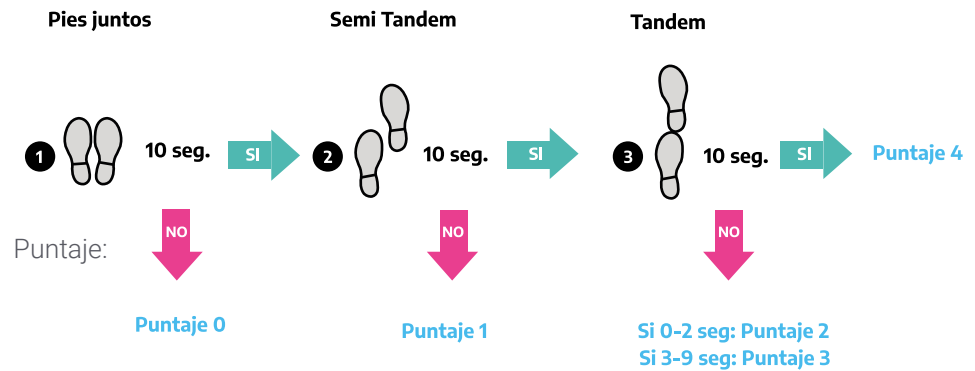 Pies juntos
Semi Tandem
Tandem
1
10 seg.
SI
2
10 seg.
SI
3
10 seg.
SI
Puntaje 4
NO
NO
NO
Puntaje:
Puntaje 0
Puntaje 1
Si 0-2 seg: Puntaje 2
Si 3-9 seg: Puntaje 3